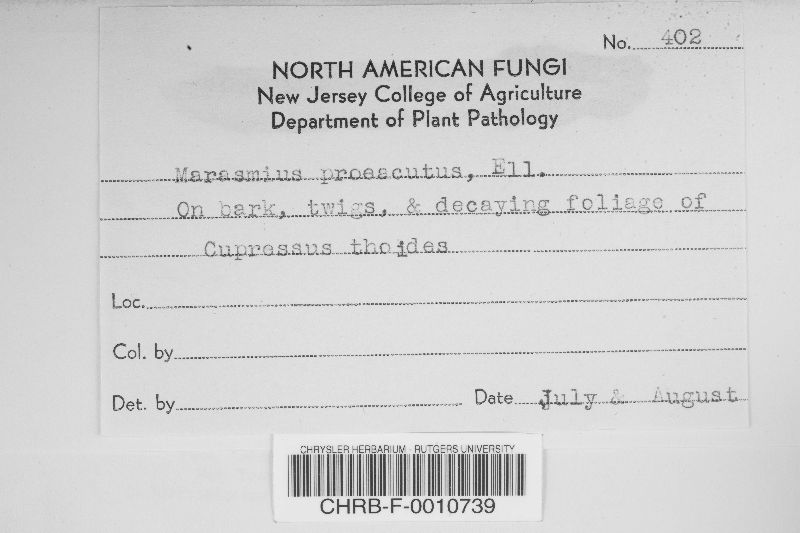 No. 402
NORTH AMERICAN FUNGI
New Jersey College of Agriculture
Department of Plant Pathology
Marasmius proescutus, Ell.
On bark, twigs, & decaying foliage of
Cupressus thoides
Loc.
Col. by
Det. by Date July & August
CHRYSLER HERBARIUM - RUTGERS UNIVERSITY
CHRB-F-0010739